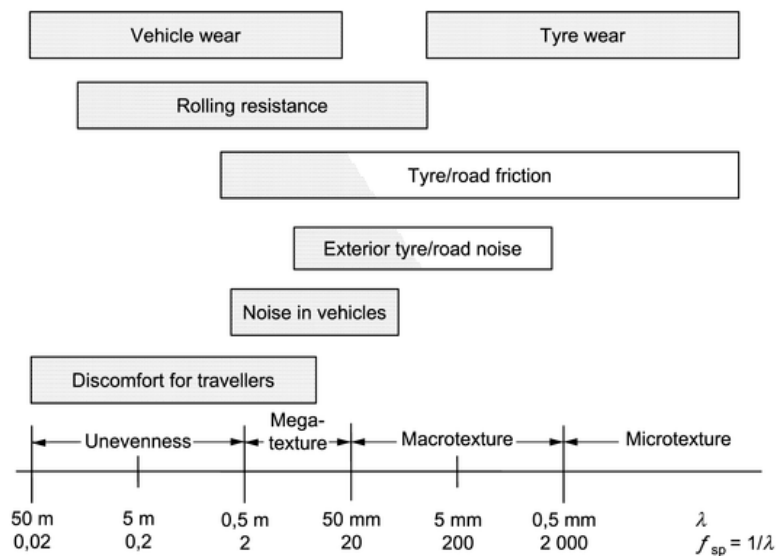 Vehicle wear
Tyre wear
Rolling resistance
Tyre/road friction
Exterior tyre/road noise
Noise in vehicles
Discomfort for travellers
Unevenness
Mega-
texture
Macrotexture
Microtexture
50 m 5 m 0,5 m 50 mm 5 mm 0,5 mm λ
0,02 0,2 2 20 200 2 000 f sp = 1/λ